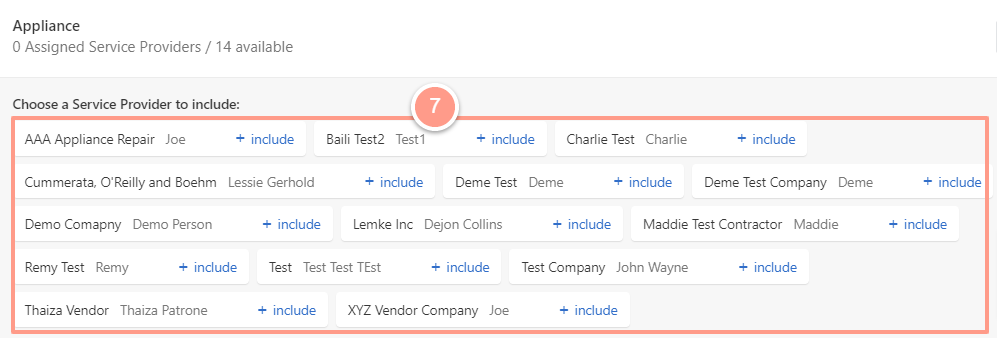 Appliance
0 Assigned Service Providers / 14 available
Choose a Service Provider to include:
7
AAA Appliance Repair Joe + include Baili Test2 Test1 + include Charlie Test Charlie + include
Cummerata, O'Reilly and Boehm Lessie Gerhold + include Deme Test Deme + include Deme Test Company Deme + include
Demo Comapny Demo Person + include Lemke Inc Dejon Collins + include Maddie Test Contractor Maddie + include
Remy Test Remy + include Test Test Test TEst + include Test Company John Wayne + include
Thaiza Vendor Thaiza Patrone + include XYZ Vendor Company Joe + include